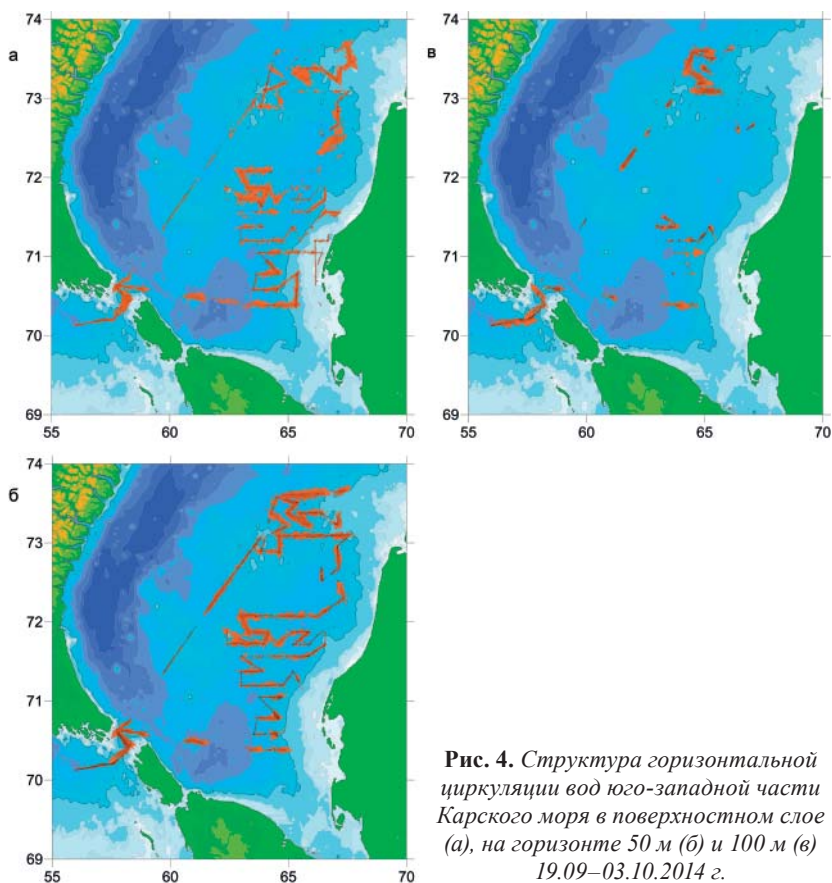 74
а
73
72
71
70
69
55 60 65 70
74
в
73
72
71
70
69
55 60 65 70
74
б
73
72
71
70
69
55 60 65 70
Рис. 4. Структура горизонтальной
циркуляции вод юго-западной части
Карского моря в поверхностном слое
(а), на горизонте 50 м (б) и 100 м (в)
19.09–03.10.2014 г.